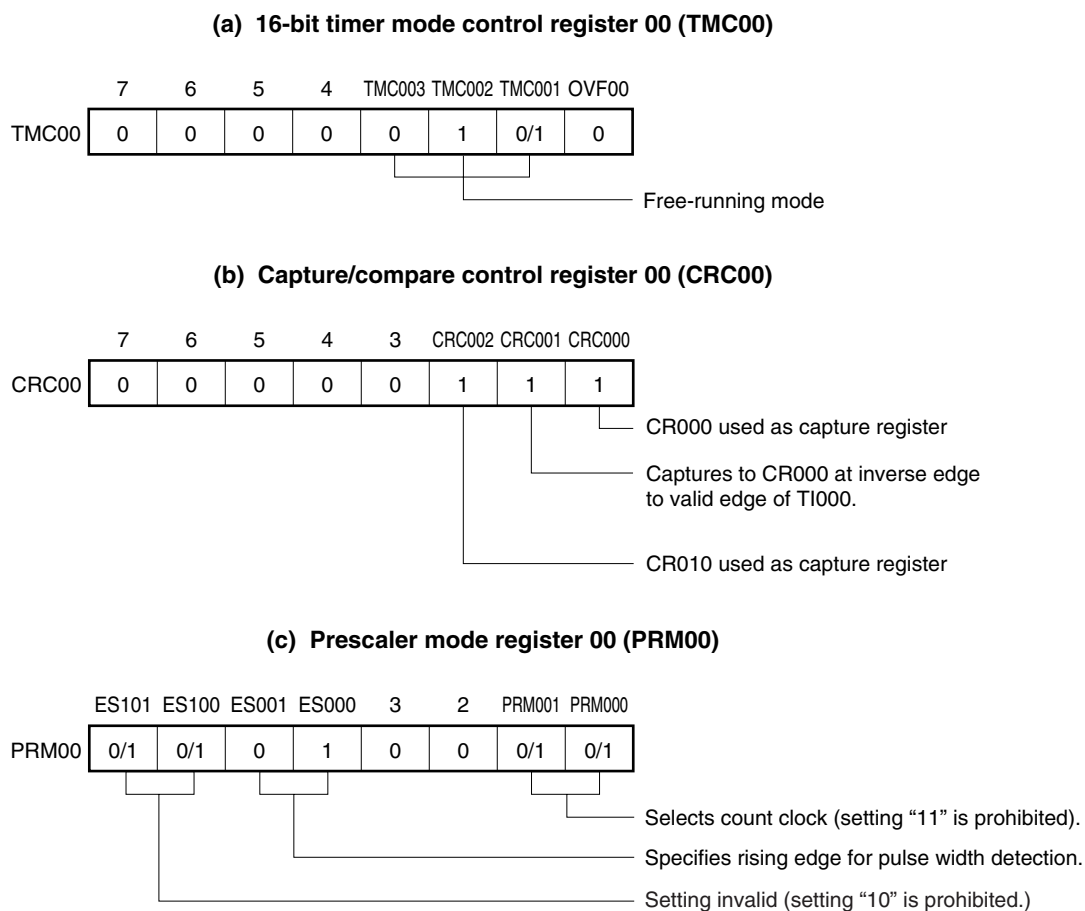 (a) 16-bit timer mode control register 00 (TMC00)
7 6 5 4 TMC003 TMC002 TMC001 OVF00
TMC00 0 0 0 0 0 1 0/1 0
Free-running mode
(b) Capture/compare control register 00 (CRC00)
7 6 5 4 3 CRC002 CRC001 CRC000
CRC00 0 0 0 0 0 1 1 1
CR000 used as capture register
Captures to CR000 at inverse edge
to valid edge of TI000.
CR010 used as capture register
(c) Prescaler mode register 00 (PRM00)
ES101 ES100 ES001 ES000 3 2 PRM001 PRM000
PRM00 0/1 0/1 0 1 0 0 0/1 0/1
Selects count clock (setting “11” is prohibited).
Specifies rising edge for pulse width detection.
Setting invalid (setting “10” is prohibited.)